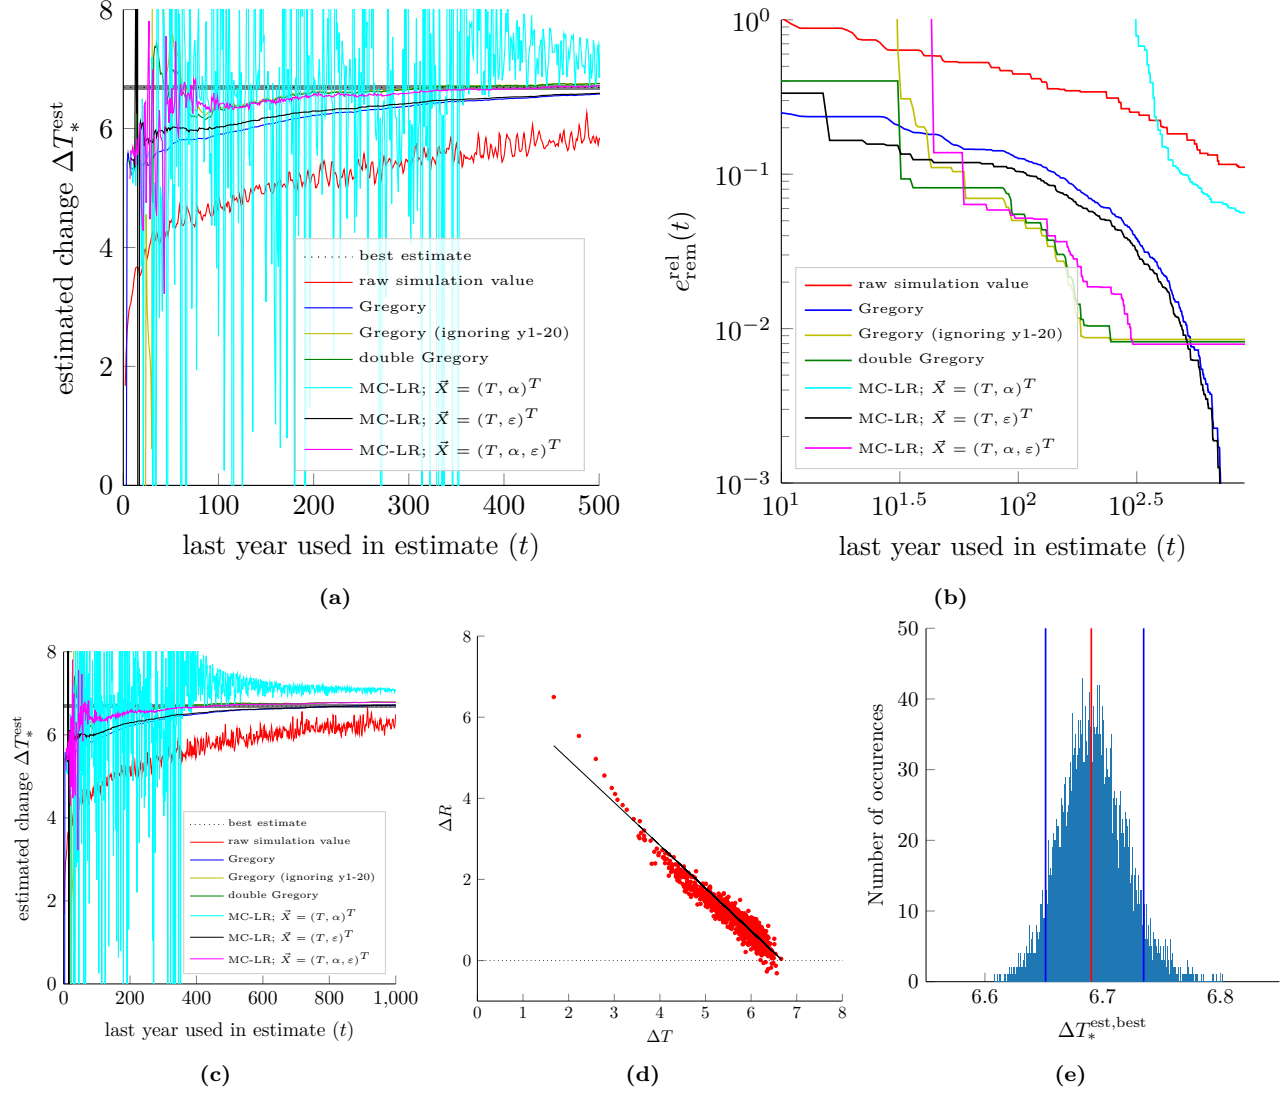 8
6
4
2
0
0
100
200
300
400
500
estimated change ΔT*^est
last year used in estimate (t)
best estimate
raw simulation value
Gregory
Gregory (ignoring y1-20)
double Gregory
MC-LR; X⃗ = (T, α)^T
MC-LR; X⃗ = (T, ε)^T
MC-LR; X⃗ = (T, α, ε)^T
(a)
10^0
10^−1
10^−2
10^−3
10^1
10^1.5
10^2
10^2.5
e_rem^rel(t)
last year used in estimate (t)
raw simulation value
Gregory
Gregory (ignoring y1-20)
double Gregory
MC-LR; X⃗ = (T, α)^T
MC-LR; X⃗ = (T, ε)^T
MC-LR; X⃗ = (T, α, ε)^T
(b)
8
6
4
2
0
0
200
400
600
800
1,000
estimated change ΔT*^est
last year used in estimate (t)
best estimate
raw simulation value
Gregory
Gregory (ignoring y1-20)
double Gregory
MC-LR; X⃗ = (T, α)^T
MC-LR; X⃗ = (T, ε)^T
MC-LR; X⃗ = (T, α, ε)^T
(c)
8
6
4
2
0
0
1
2
3
4
5
6
7
8
ΔR
ΔT
(d)
50
40
30
20
10
0
6.6
6.7
6.8
Number of occurences
ΔT*^est,best
(e)